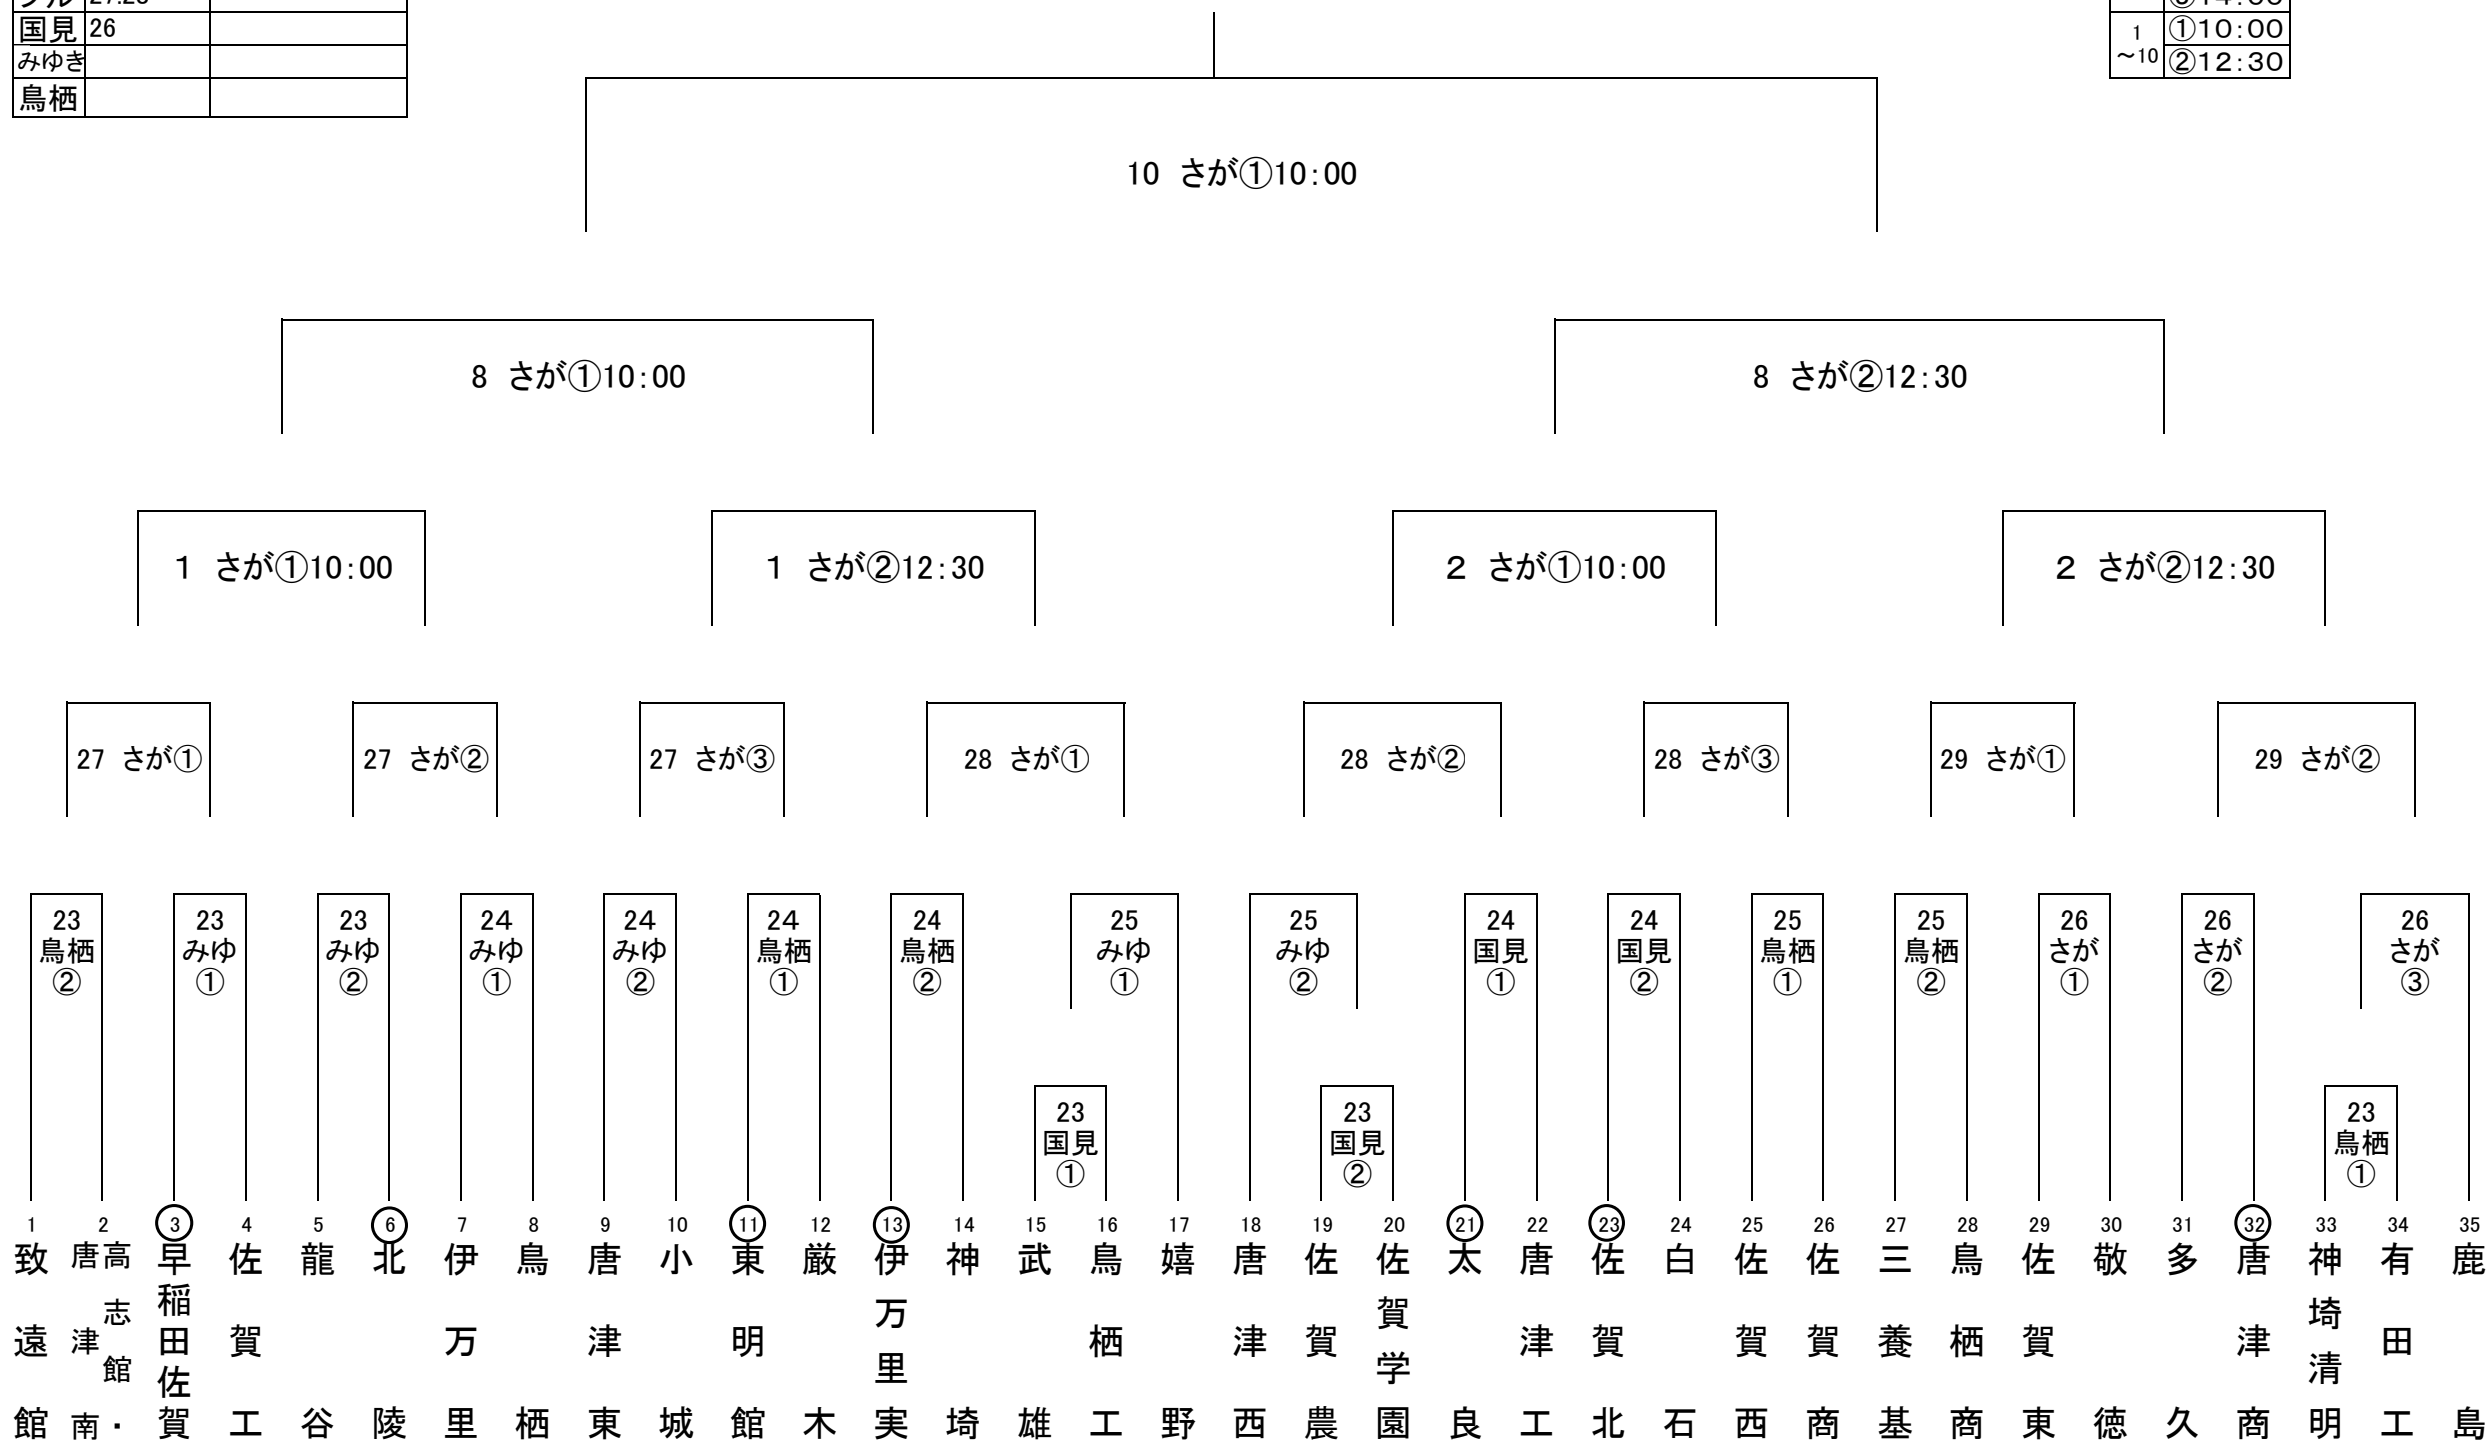 国見 26
みゆき
鳥栖
1
～10
①10:00
②12:30
10 さが①10:00
8 さが①10:00
8 さが②12:30
1 さが①10:00
1 さが②12:30
2 さが①10:00
2 さが②12:30
27 さが①
27 さが②
27 さが③
28 さが①
28 さが②
28 さが③
29 さが①
29 さが②
23
鳥栖
②
23
みゆ
①
23
みゆ
②
24
みゆ
①
24
みゆ
②
24
鳥栖
①
24
鳥栖
②
25
みゆ
①
25
みゆ
②
24
国見
①
24
国見
②
25
鳥栖
①
25
鳥栖
②
26
さが
①
26
さが
②
26
さが
③
23
国見
①
23
国見
②
23
鳥栖
①
1
致遠館
2
高志館・
唐津南
3
早稲田佐賀
4
佐賀工
5
龍谷
6
北陵
7
伊万里
8
鳥栖
9
唐津東
10
小城
11
東明館
12
厳木
13
伊万里実
14
神埼
15
武雄
16
鳥栖工
17
嬉野
18
唐津西
19
佐賀農
20
佐賀学園
21
太良
22
唐津工
23
佐賀北
24
白石
25
佐賀西
26
佐賀商
27
三養基
28
鳥栖商
29
佐賀東
30
敬徳
31
多久
32
唐津商
33
神埼清明
34
有田工
35
鹿島